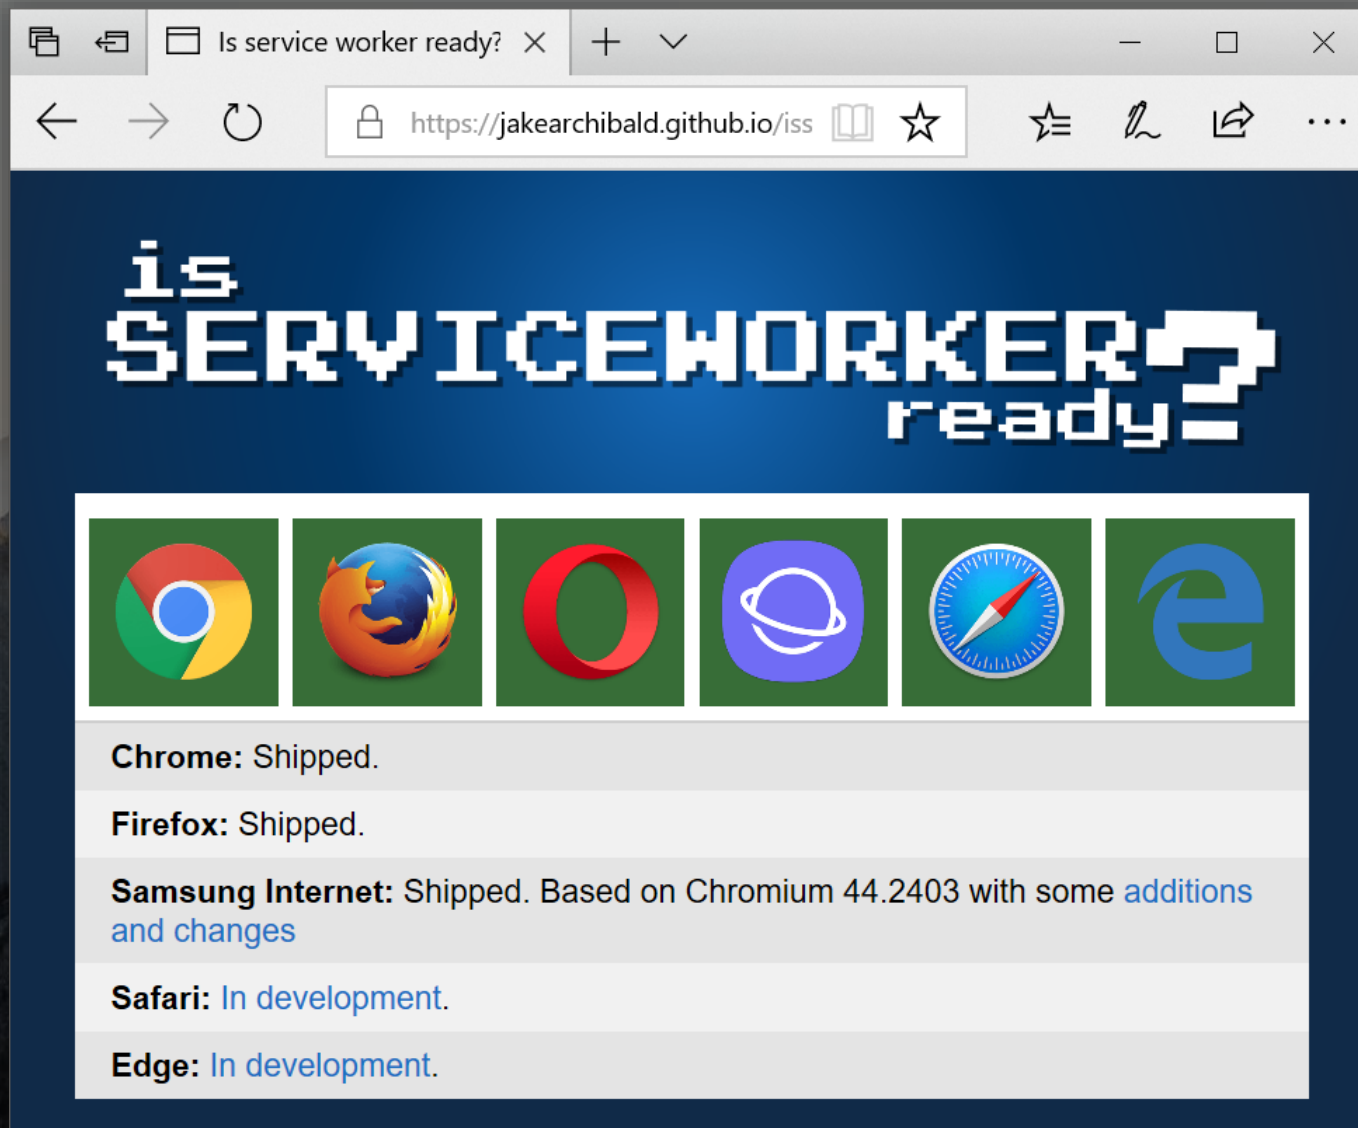 Is service worker ready?
https://jakearchibald.github.io/iss
is
SERVICEWORKER?
ready
Chrome: Shipped.
Firefox: Shipped.
Samsung Internet: Shipped. Based on Chromium 44.2403 with some additions
and changes
Safari: In development.
Edge: In development.